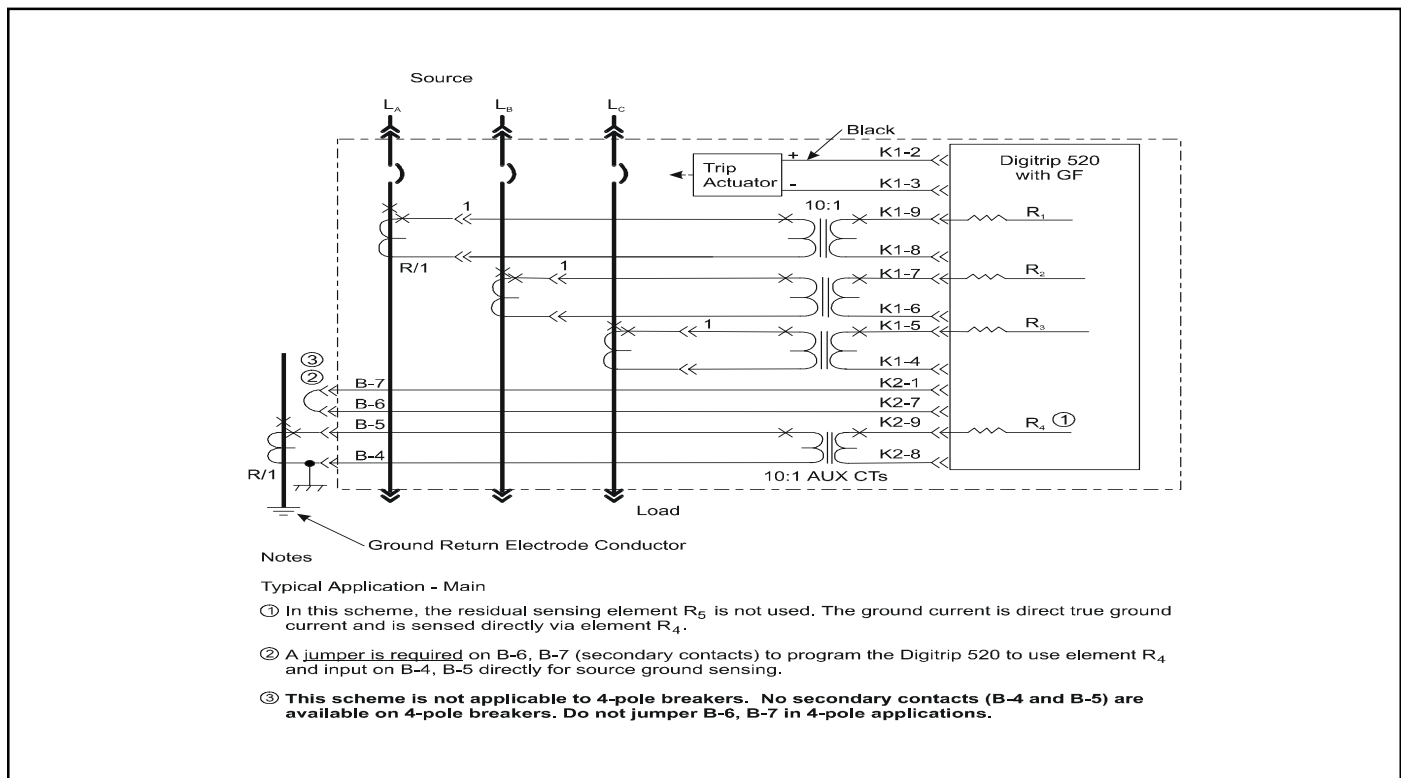 Source
L_A L_B L_C
Black
+ K1-2
Trip
Actuator
- K1-3
Digitrip 520
with GF
1 10:1 K1-9 R₁
R/1 K1-8
1 K1-7 R₂
K1-6
1 K1-5 R₃
K1-4
③
② B-7 K2-1
B-6 K2-7
B-5 K2-9 R₄ ①
R/1 B-4 K2-8
10:1 AUX CTs
Load
Ground Return Electrode Conductor
Notes
Typical Application - Main
① In this scheme, the residual sensing element R₅ is not used. The ground current is direct true ground
current and is sensed directly via element R₄.
② A jumper is required on B-6, B-7 (secondary contacts) to program the Digitrip 520 to use element R₄
and input on B-4, B-5 directly for source ground sensing.
③ This scheme is not applicable to 4-pole breakers. No secondary contacts (B-4 and B-5) are
available on 4-pole breakers. Do not jumper B-6, B-7 in 4-pole applications.